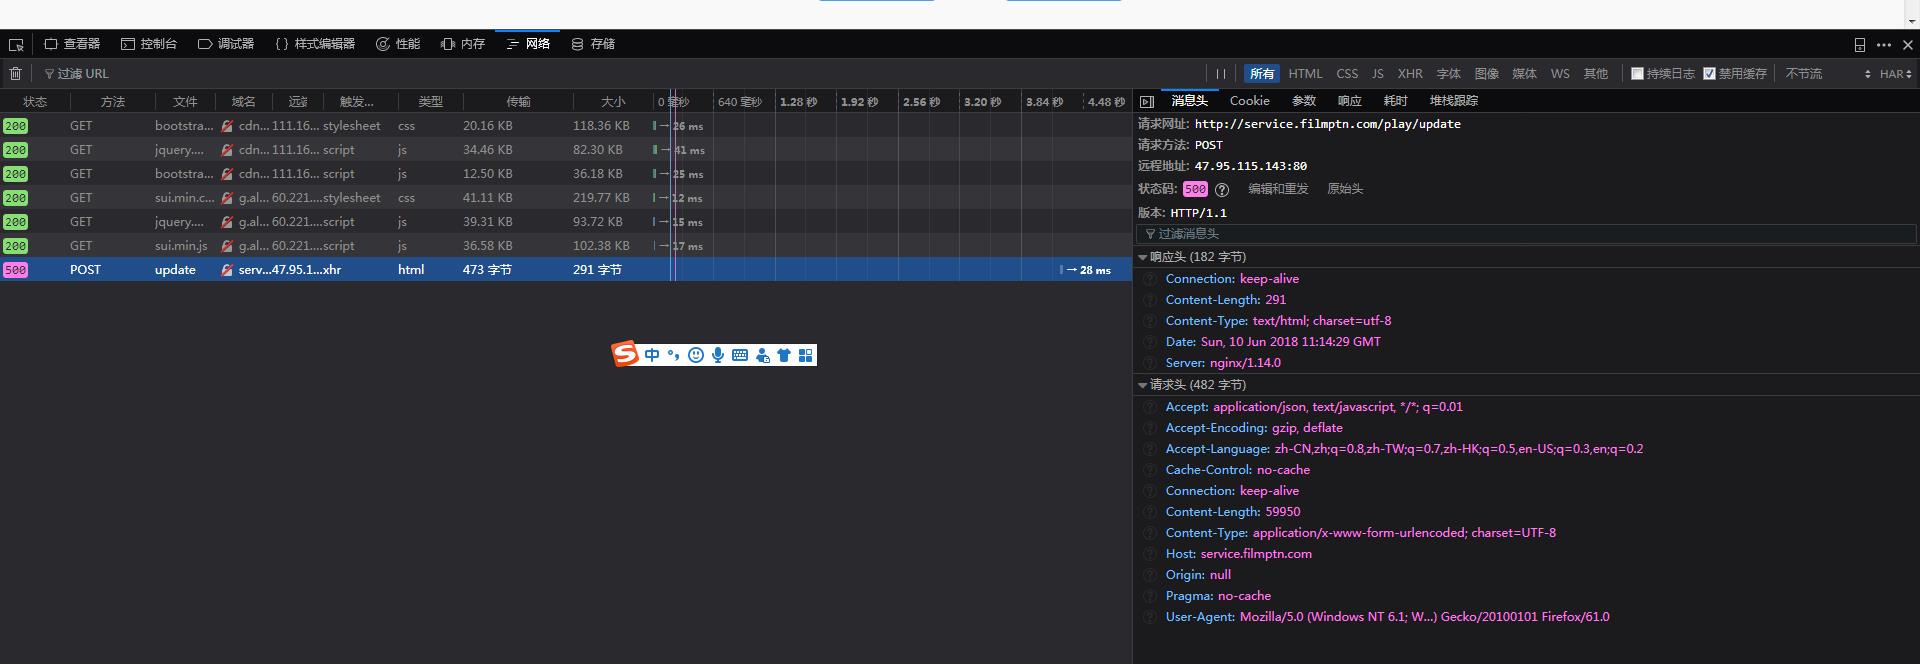 查看器 控制台 调试器 {} 样式编辑器 性能 内存 网络 存储
过滤 URL 所有 HTML CSS JS XHR 字体 图像 媒体 WS 其他 持续日志 禁用缓存 不节流 HAR
状态 方法 文件 域名 触发... 类型 传输 大小 0 毫秒 640 毫秒 1.28 秒 1.92 秒 2.56 秒 3.20 秒 3.84 秒 4.48 秒
200 GET bootstra... cdn... 111.16... stylesheet css 20.16 KB 118.36 KB → 26 ms
200 GET jquery.... cdn... 111.16... script js 34.46 KB 82.30 KB → 41 ms
200 GET bootstra... cdn... 111.16... script js 12.50 KB 36.18 KB → 25 ms
200 GET sui.min.c... g.al... 60.221.... stylesheet css 41.11 KB 219.77 KB → 12 ms
200 GET jquery.... g.al... 60.221.... script js 39.31 KB 93.72 KB → 15 ms
200 GET sui.min.js g.al... 60.221.... script js 36.58 KB 102.38 KB → 17 ms
500 POST update serv... 47.95.1... xhr html 473 字节 291 字节 → 28 ms
S 中
消息头 Cookie 参数 响应 耗时 堆栈跟踪
请求网址: http://service.filmptn.com/play/update
请求方法: POST
远程地址: 47.95.115.143:80
状态码: 500 编辑和重发 原始头
版本: HTTP/1.1
过滤消息头
响应头 (182 字节)
Connection: keep-alive
Content-Length: 291
Content-Type: text/html; charset=utf-8
Date: Sun, 10 Jun 2018 11:14:29 GMT
Server: nginx/1.14.0
请求头 (482 字节)
Accept: application/json, text/javascript, */*; q=0.01
Accept-Encoding: gzip, deflate
Accept-Language: zh-CN,zh;q=0.8,zh-TW;q=0.7,zh-HK;q=0.5,en-US;q=0.3,en;q=0.2
Cache-Control: no-cache
Connection: keep-alive
Content-Length: 59950
Content-Type: application/x-www-form-urlencoded; charset=UTF-8
Host: service.filmptn.com
Origin: null
Pragma: no-cache
User-Agent: Mozilla/5.0 (Windows NT 6.1; W...) Gecko/20100101 Firefox/61.0